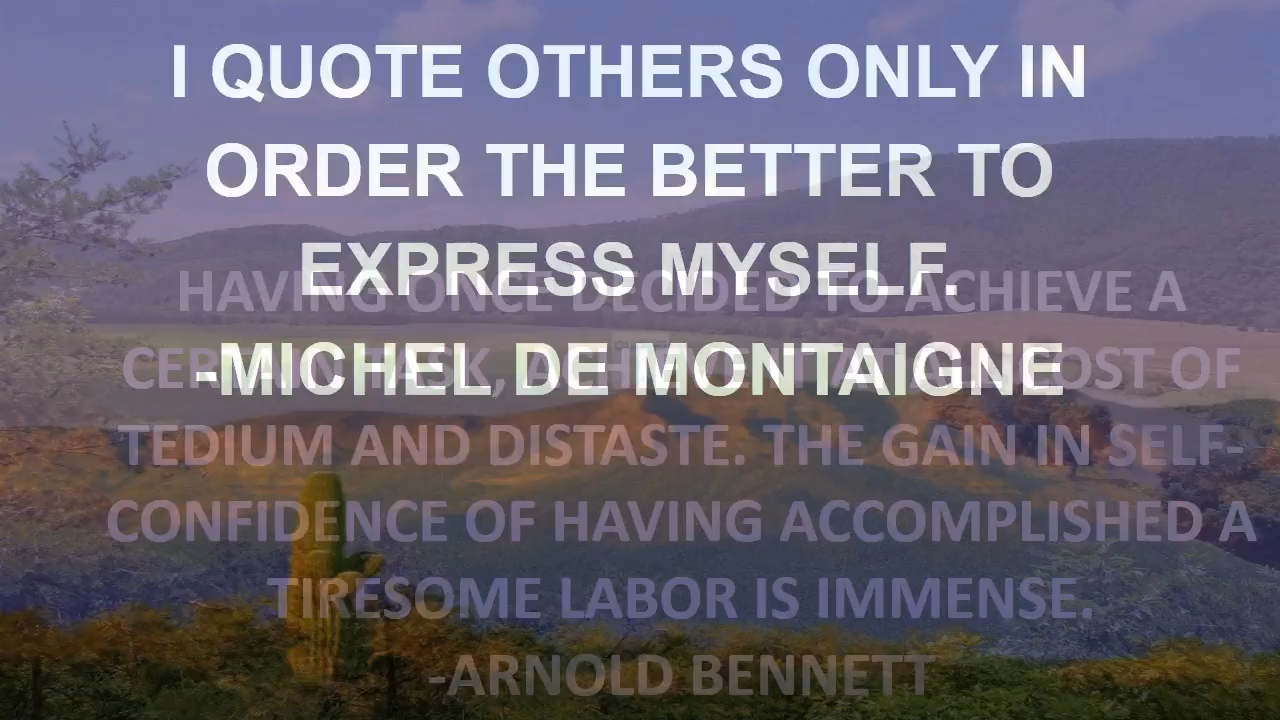 I QUOTE OTHERS ONLY IN
ORDER THE BETTER TO
EXPRESS MYSELF.
-MICHEL DE MONTAIGNE
HAVING ONCE DECIDED TO ACHIEVE A
CERTAIN TASK, ACHIEVE IT AT ALL COST OF
TEDIUM AND DISTASTE. THE GAIN IN SELF-
CONFIDENCE OF HAVING ACCOMPLISHED A
TIRESOME LABOR IS IMMENSE.
-ARNOLD BENNETT